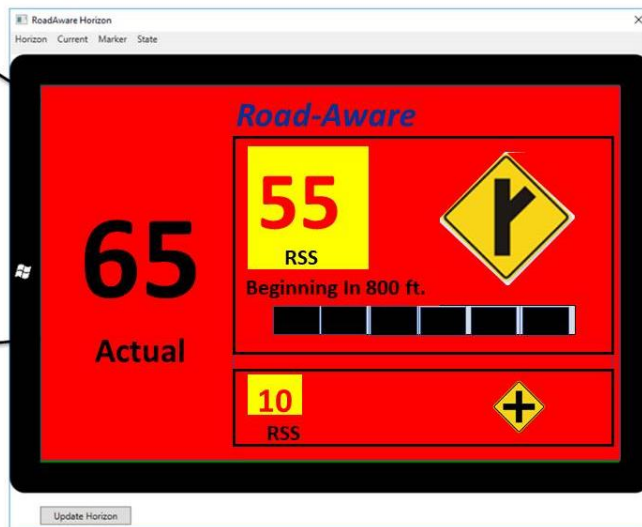 RoadAware Horizon
Horizon Current Marker State
Road-Aware
65
Actual
55
RSS
Beginning In 800 ft.
10
RSS
Update Horizon